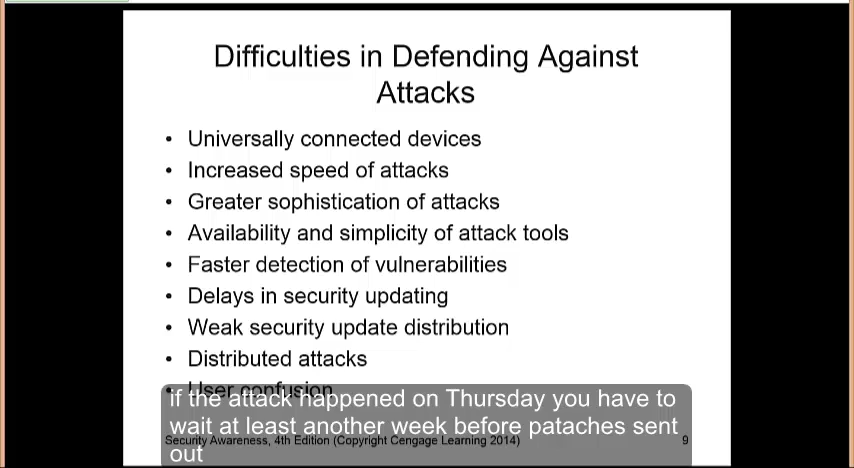 Difficulties in Defending Against
Attacks
• Universally connected devices
• Increased speed of attacks
• Greater sophistication of attacks
• Availability and simplicity of attack tools
• Faster detection of vulnerabilities
• Delays in security updating
• Weak security update distribution
• Distributed attacks
• User confusion
if the attack happened on Thursday you have to
wait at least another week before pataches sent
out
Security Awareness, 4th Edition (Copyright Cengage Learning 2014) 9